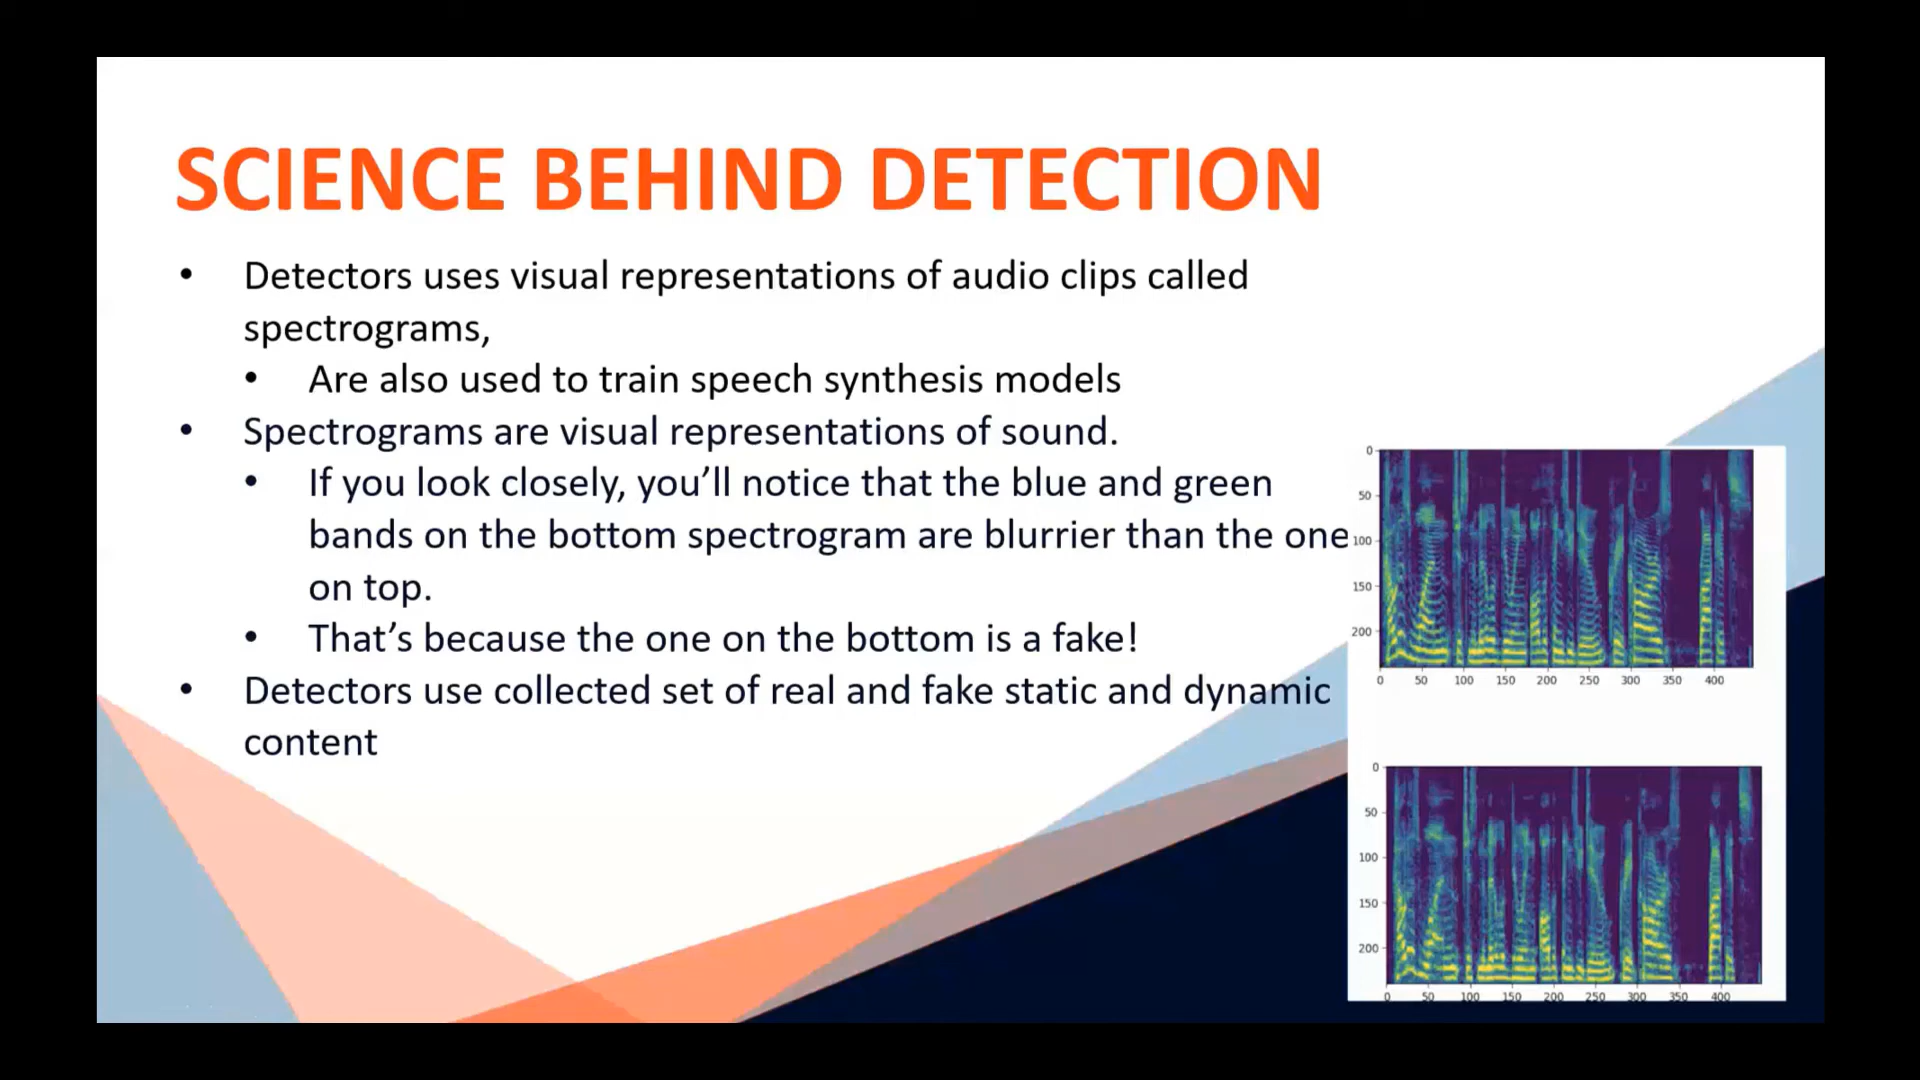 SCIENCE BEHIND DETECTION
• Detectors uses visual representations of audio clips called
spectrograms,
• Are also used to train speech synthesis models
• Spectrograms are visual representations of sound.
• If you look closely, you’ll notice that the blue and green
bands on the bottom spectrogram are blurrier than the one
on top.
• That’s because the one on the bottom is a fake!
• Detectors use collected set of real and fake static and dynamic
content
0
50
100
150
200
0 50 100 150 200 250 300 350 400
0
50
100
150
200
0 50 100 150 200 250 300 350 400